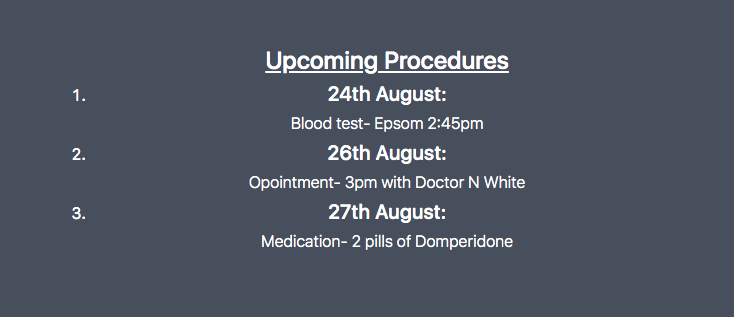 Upcoming Procedures
1. 24th August:
Blood test- Epsom 2:45pm
2. 26th August:
Opointment- 3pm with Doctor N White
3. 27th August:
Medication- 2 pills of Domperidone